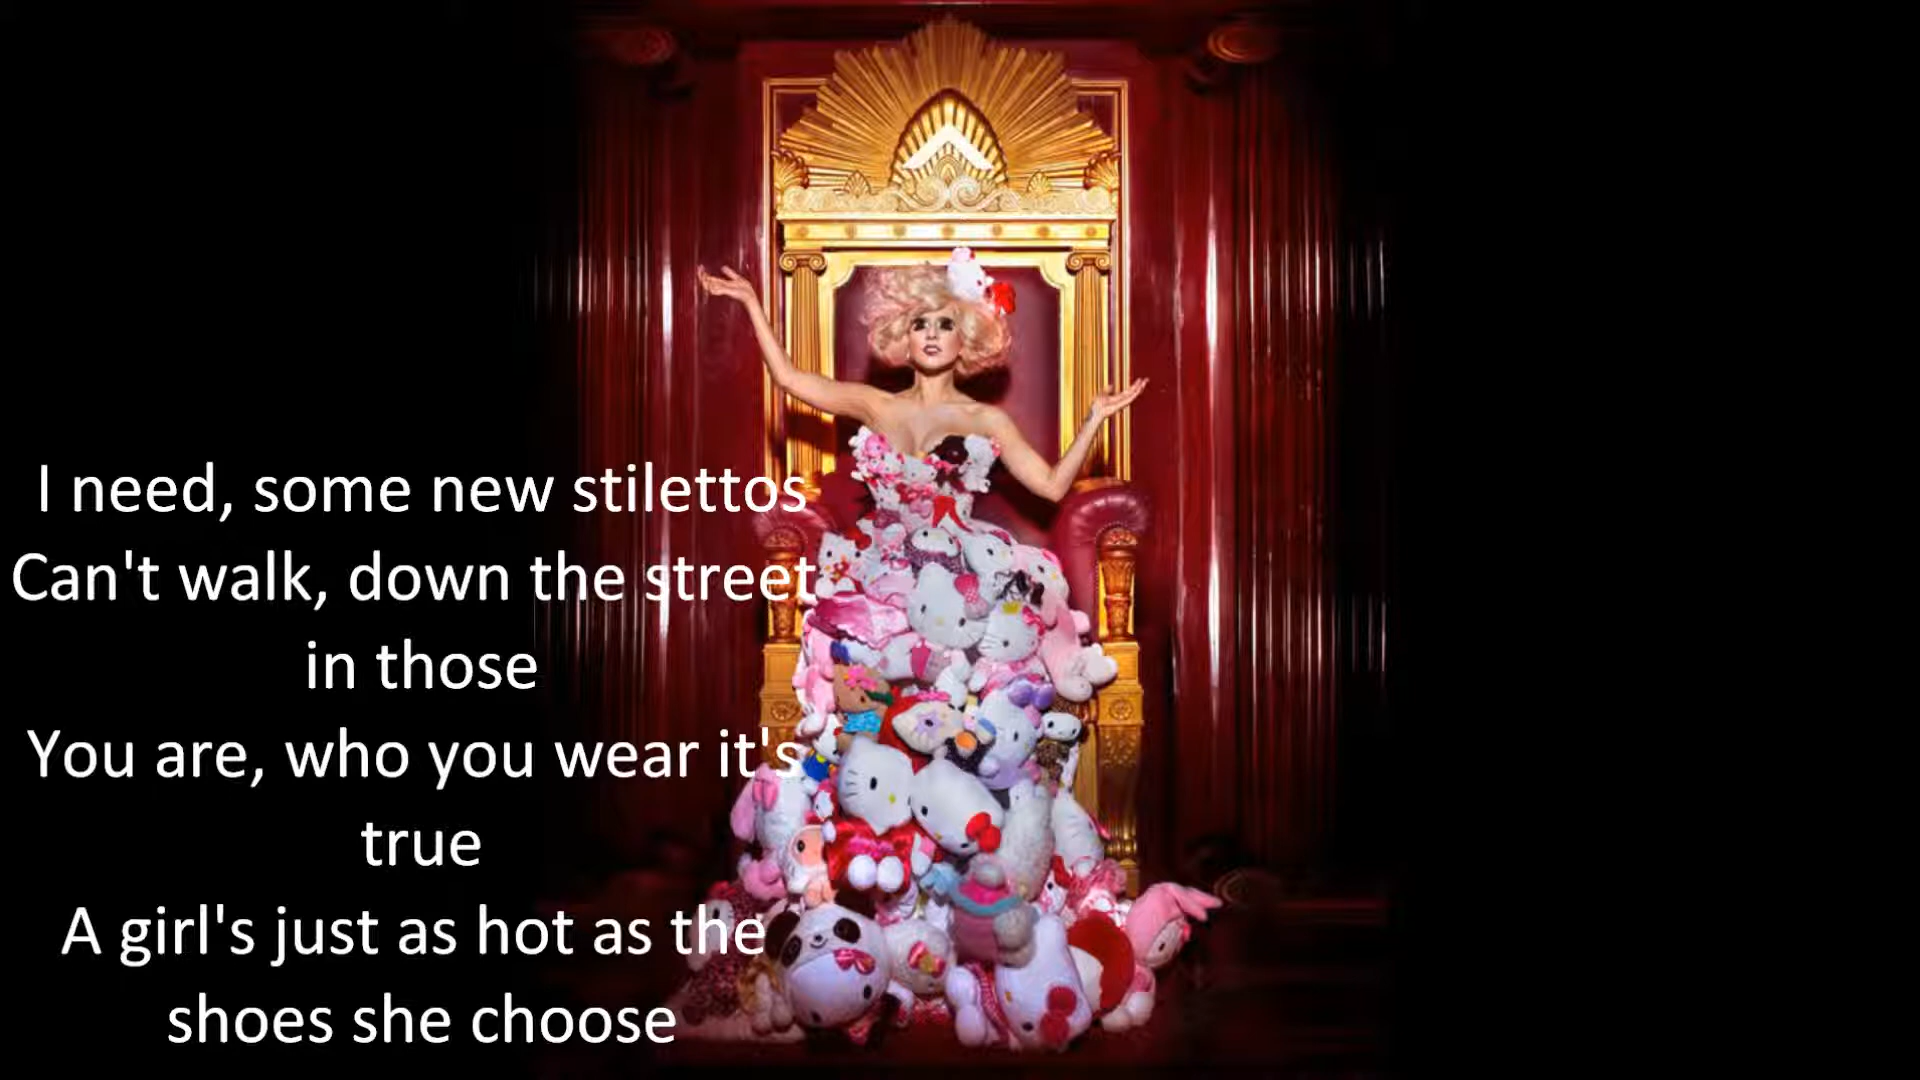 I need, some new stilettos
Can't walk, down the street
in those
You are, who you wear it's
true
A girl's just as hot as the
shoes she choose